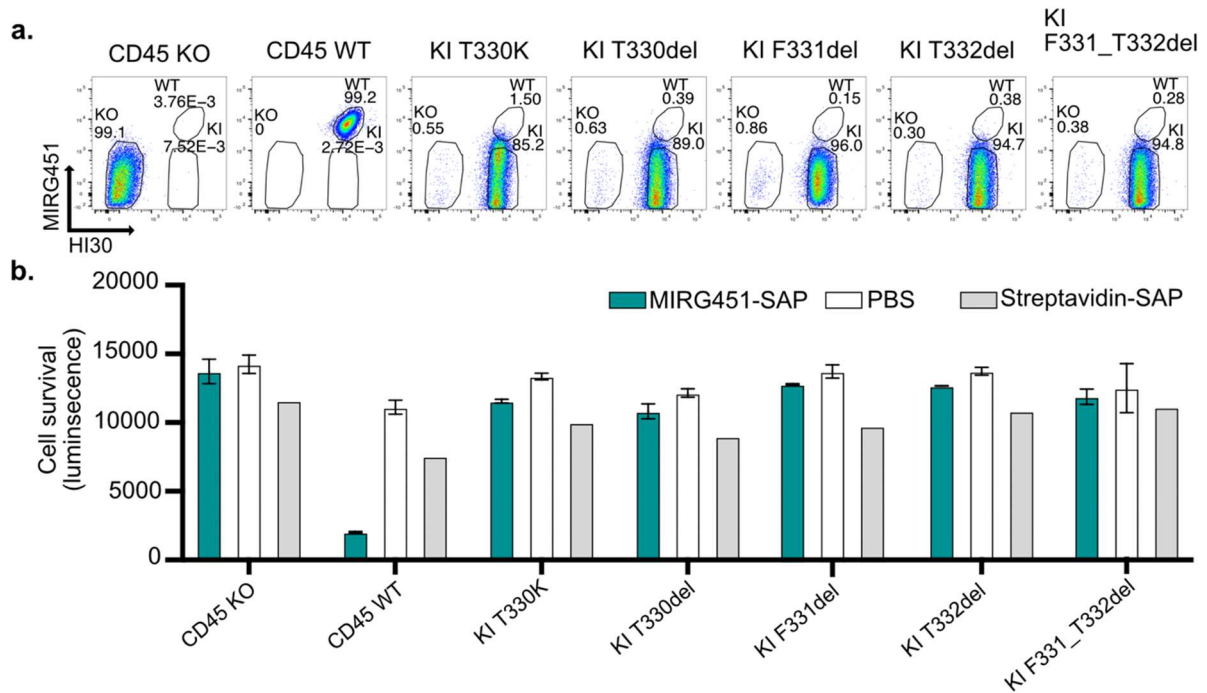 a.
CD45 KO
CD45 WT
KI T330K
KI T330del
KI F331del
KI T332del
KI
F331_T332del
WT
3.76E–3
KO
99.1
KI
7.52E–3
WT
99.2
KO
0
KI
2.72E–3
WT
1.50
KO
0.55
KI
85.2
WT
0.39
KO
0.63
KI
89.0
WT
0.15
KO
0.86
KI
96.0
WT
0.38
KO
0.30
KI
94.7
WT
0.28
KO
0.38
KI
94.8
MIRG451
HI30
b.
MIRG451-SAP
PBS
Streptavidin-SAP
Cell survival
(luminsecence)
20000
15000
10000
5000
0
CD45 KO
CD45 WT
KI T330K
KI T330del
KI F331del
KI T332del
KI F331_T332del